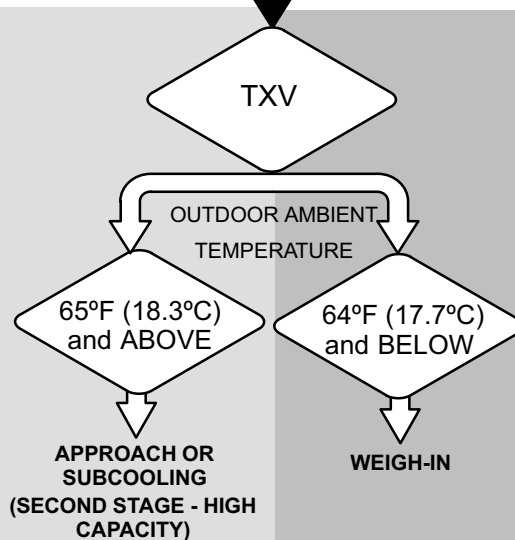 TXV
OUTDOOR AMBIENT
TEMPERATURE
65ºF (18.3ºC)
and ABOVE
64ºF (17.7ºC)
and BELOW
APPROACH OR
SUBCOOLING
(SECOND STAGE - HIGH
CAPACITY)
WEIGH-IN